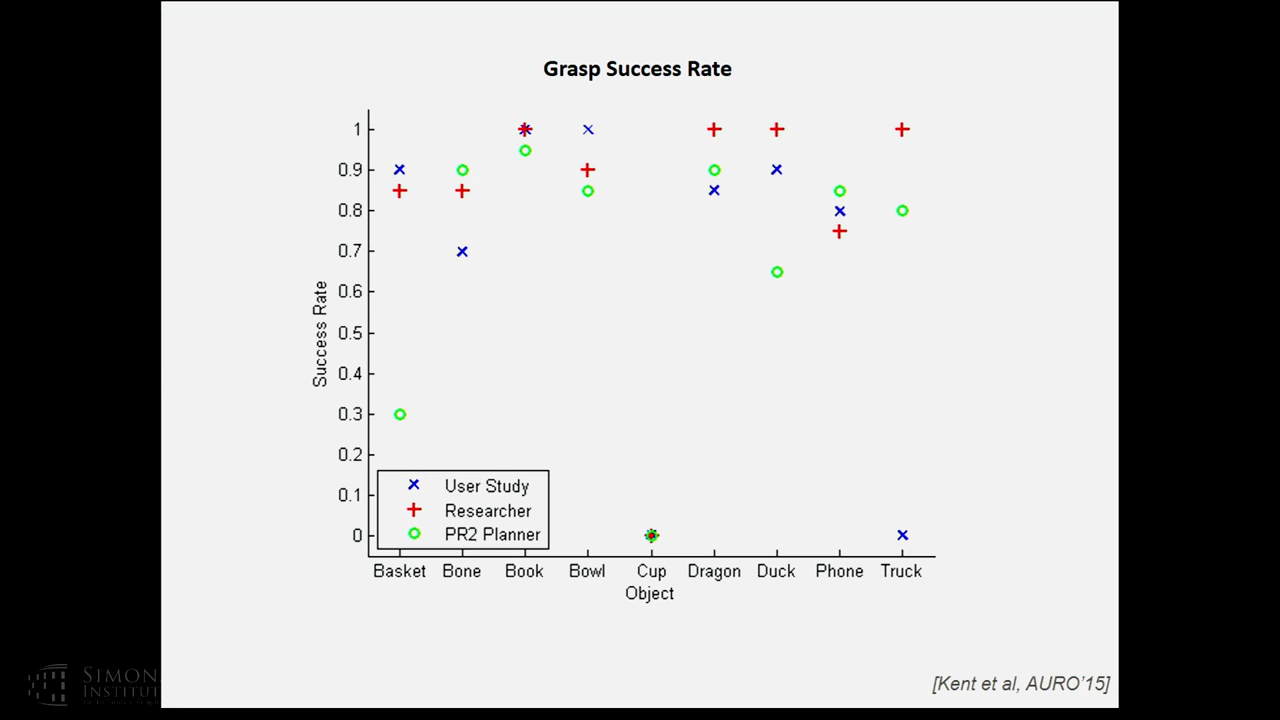 Grasp Success Rate
1
0.9
0.8
0.7
0.6
0.5
0.4
0.3
0.2
0.1
0
Success Rate
User Study
Researcher
PR2 Planner
Basket Bone Book Bowl Cup Dragon Duck Phone Truck
Object
[Kent et al, AURO'15]
SIMON
INSTITUT